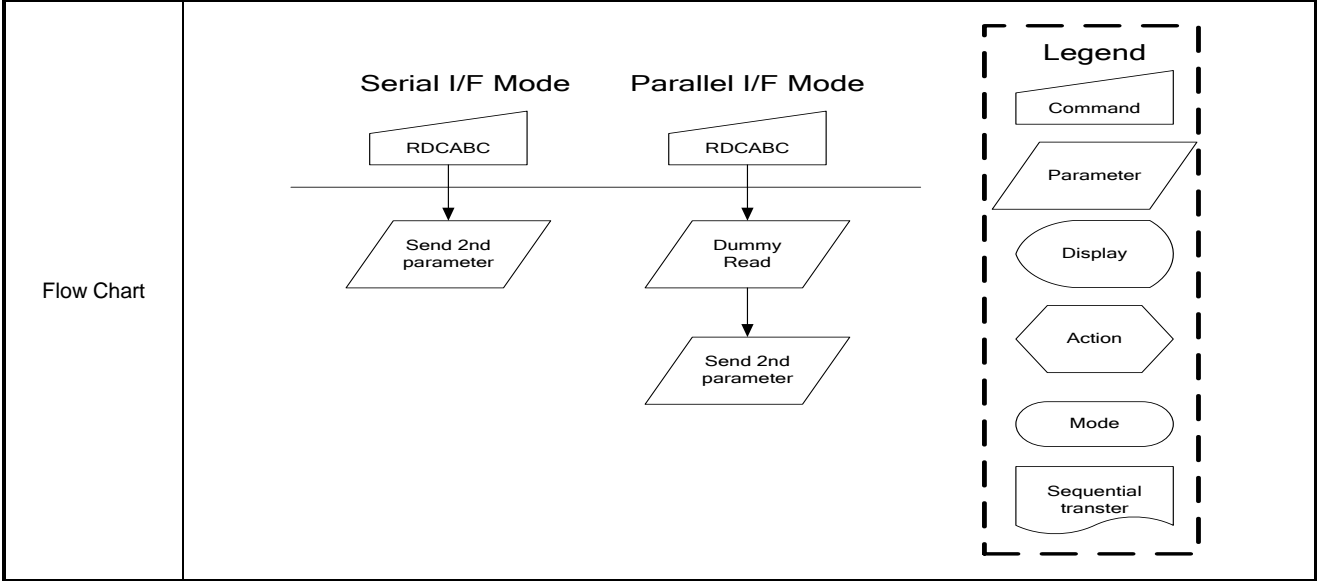 Flow Chart
Serial I/F Mode
RDCABC
Send 2nd
parameter
Parallel I/F Mode
RDCABC
Dummy
Read
Send 2nd
parameter
Legend
Command
Parameter
Display
Action
Mode
Sequential
transter